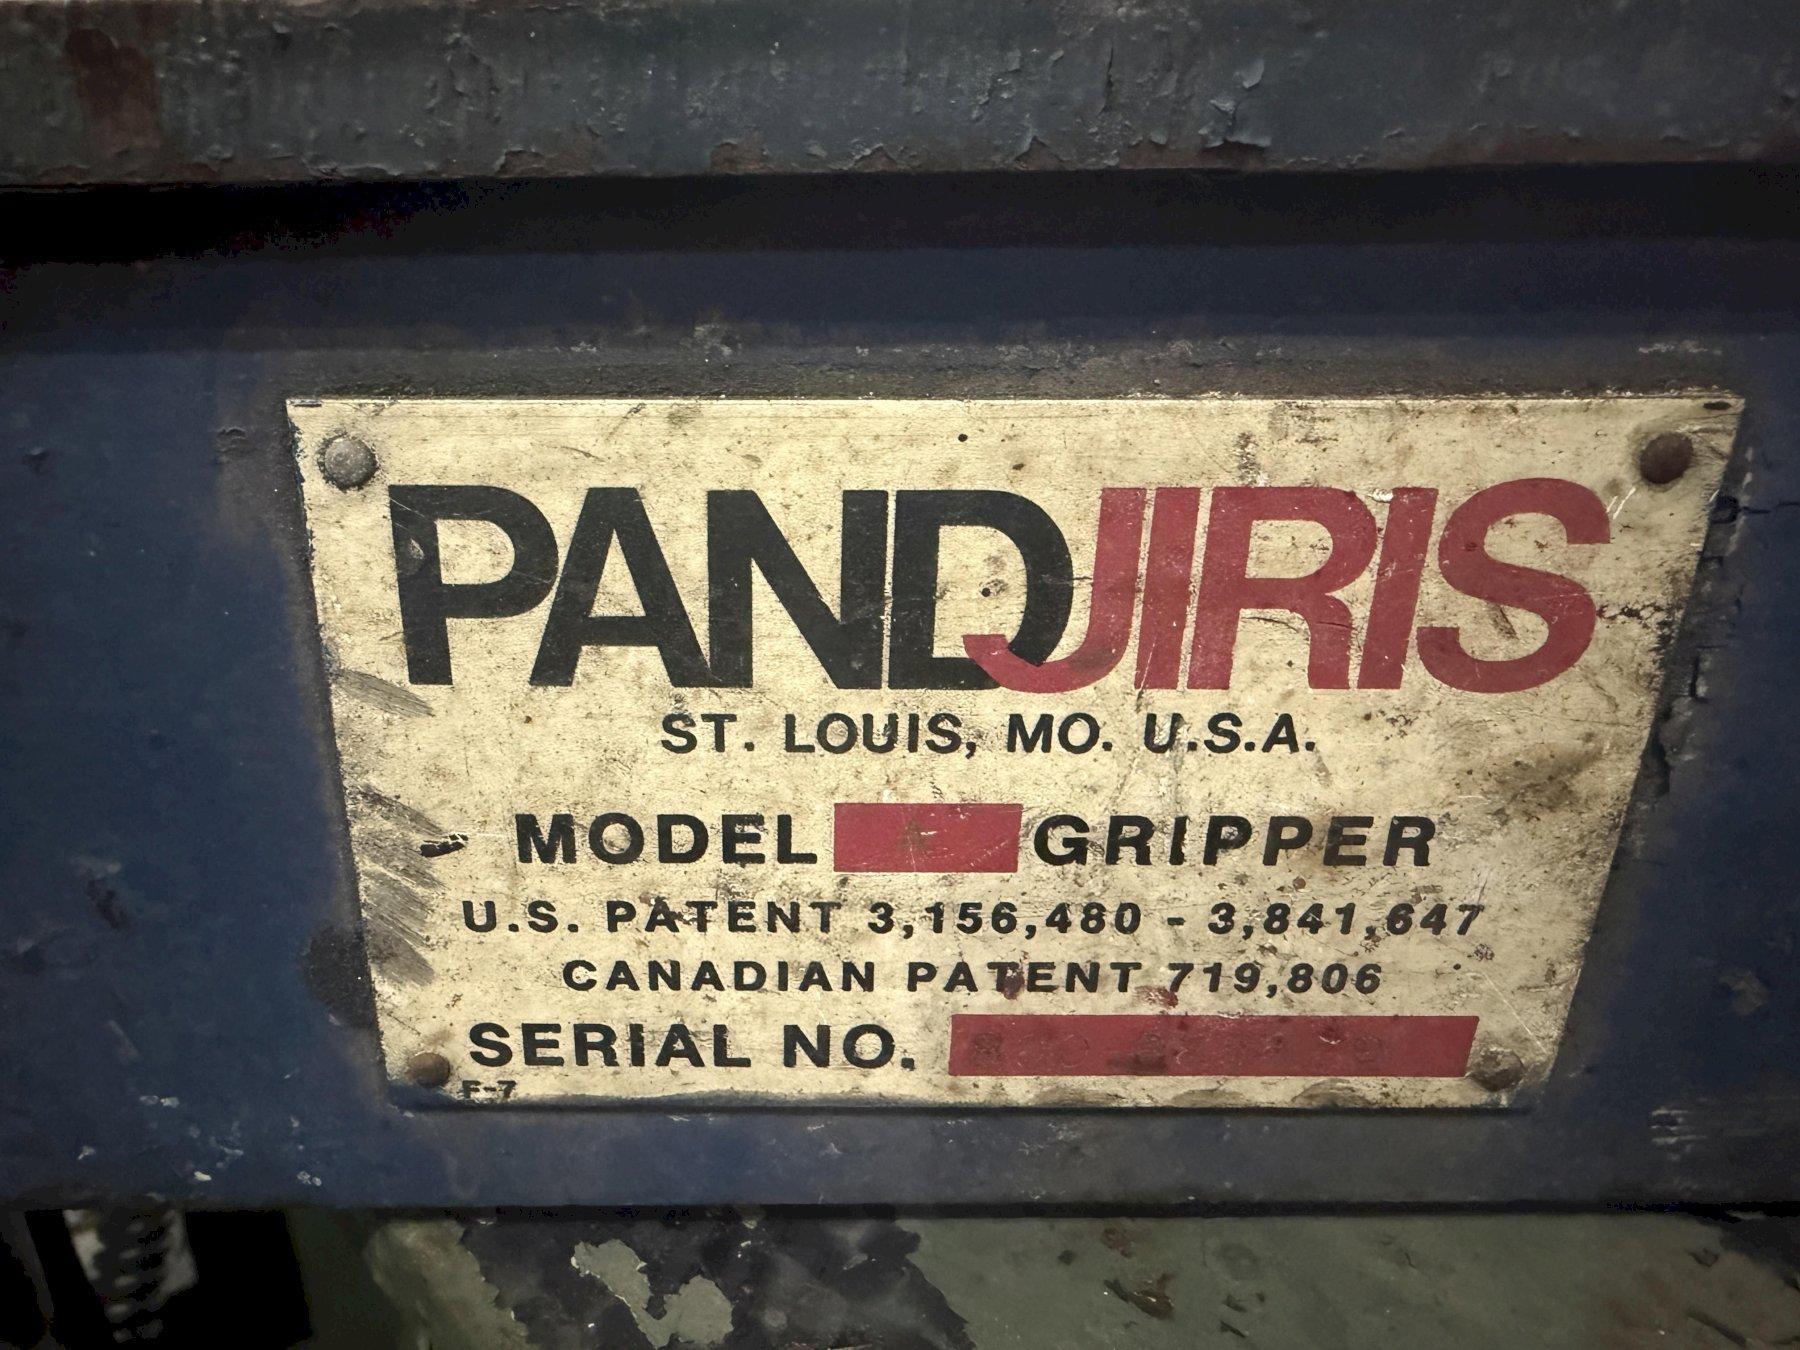 PANDJIRIS
ST. LOUIS, MO. U.S.A.
MODEL GRIPPER
U.S. PATENT 3,156,480 - 3,841,647
CANADIAN PATENT 719,806
SERIAL NO.
F-7